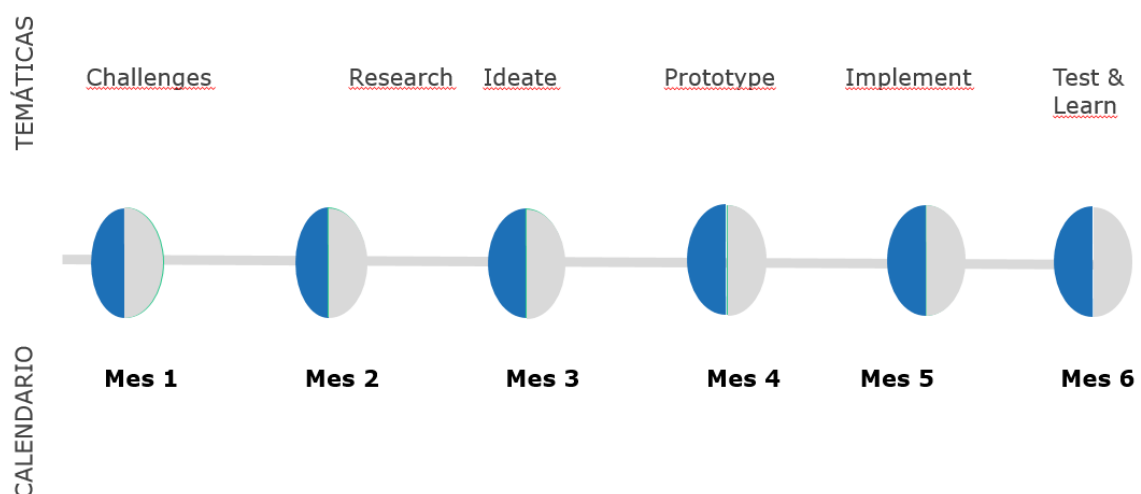 TEMÁTICAS
Challenges
Research
Ideate
Prototype
Implement
Test &
Learn
CALENDARIO
Mes 1
Mes 2
Mes 3
Mes 4
Mes 5
Mes 6